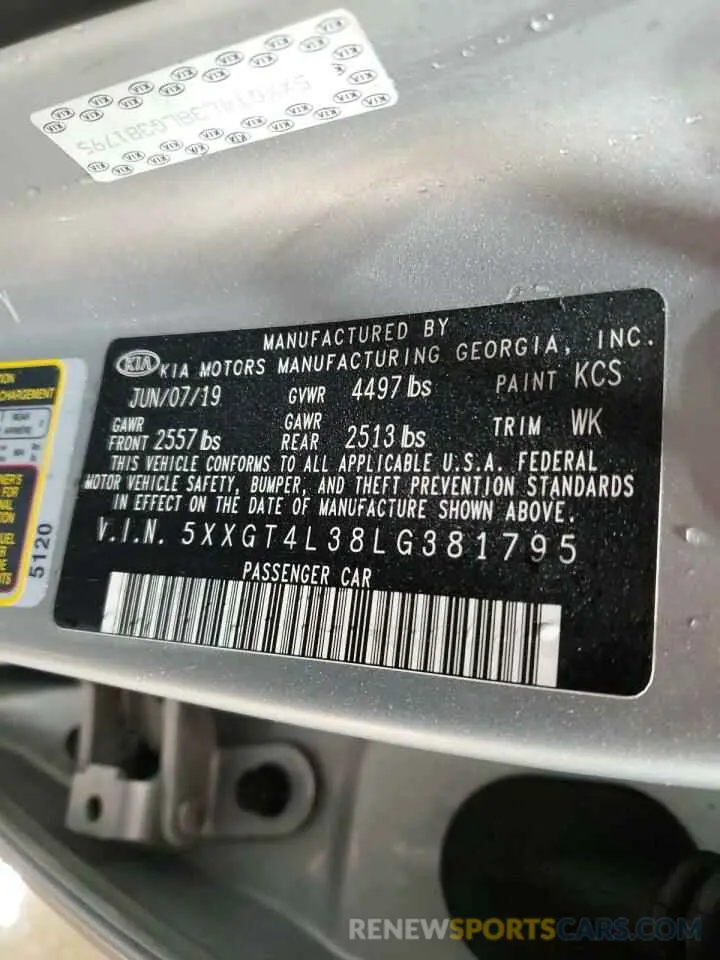 5XXGT4L38LG381795
KIA
MANUFACTURED BY
KIA MOTORS MANUFACTURING GEORGIA, INC.
JUN/07/19 GVWR 4497 lbs PAINT KCS
GAWR FRONT 2557 lbs GAWR REAR 2513 lbs TRIM WK
THIS VEHICLE CONFORMS TO ALL APPLICABLE U.S.A. FEDERAL
MOTOR VEHICLE SAFETY, BUMPER, AND THEFT PREVENTION STANDARDS
IN EFFECT ON THE DATE OF MANUFACTURE SHOWN ABOVE.
V.I.N. 5XXGT4L38LG381795
PASSENGER CAR
5120
RENEWSPORTSCARS.COM